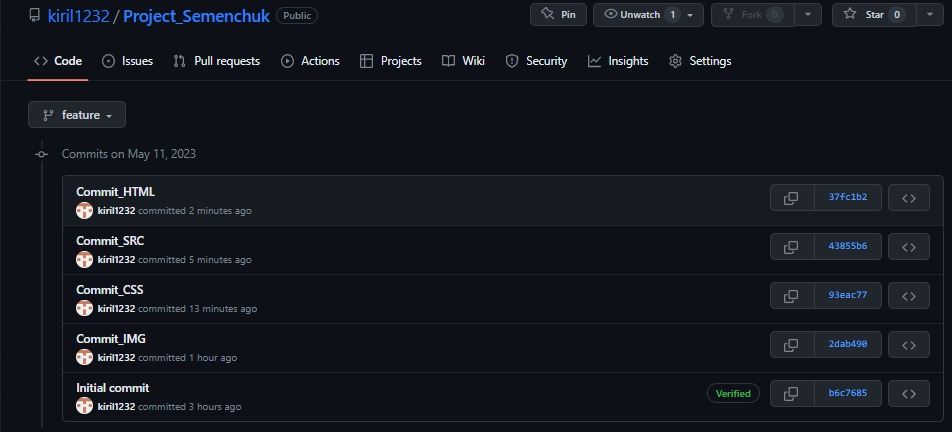 kiril1232 / Project_Semenchuk Public Pin Unwatch 1 Fork 0 Star 0
Code Issues Pull requests Actions Projects Wiki Security Insights Settings
feature
Commits on May 11, 2023
Commit_HTML
kiril1232 committed 2 minutes ago 37fc1b2
Commit_SRC
kiril1232 committed 5 minutes ago 43855b6
Commit_CSS
kiril1232 committed 13 minutes ago 93eac77
Commit_IMG
kiril1232 committed 1 hour ago 2dab490
Initial commit
kiril1232 committed 3 hours ago Verified b6c7685